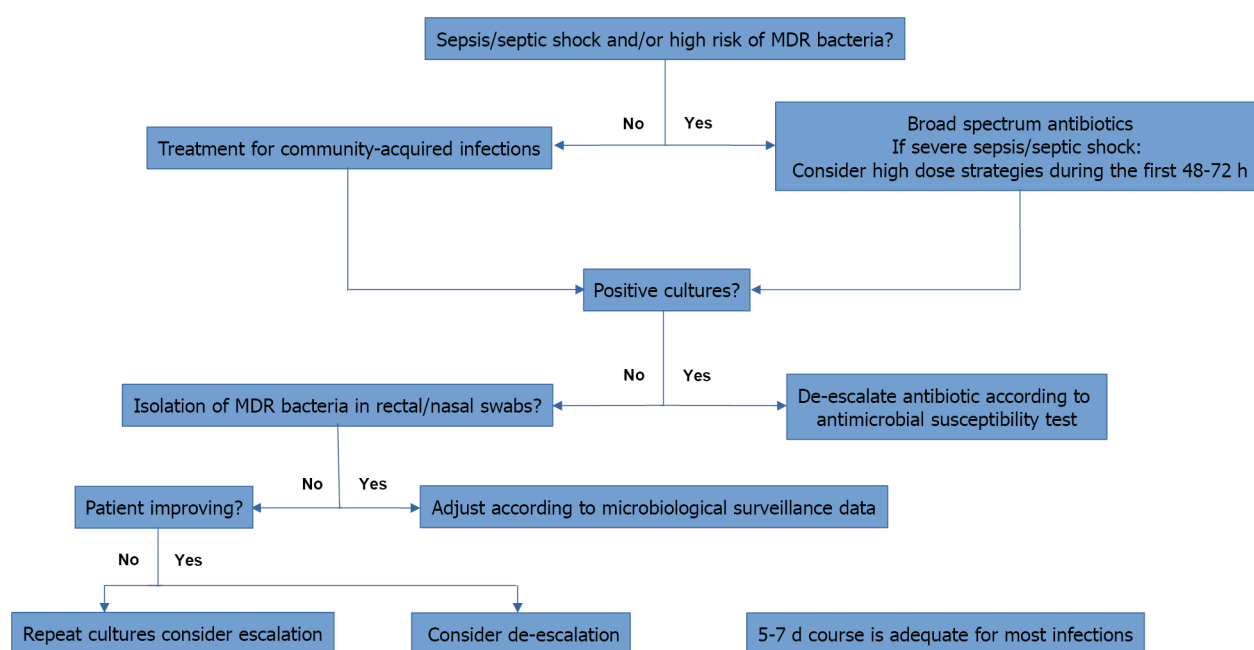 Sepsis/septic shock and/or high risk of MDR bacteria?
No
Yes
Treatment for community-acquired infections
Broad spectrum antibiotics
If severe sepsis/septic shock:
Consider high dose strategies during the first 48-72 h
Positive cultures?
No
Yes
Isolation of MDR bacteria in rectal/nasal swabs?
De-escalate antibiotic according to
antimicrobial susceptibility test
No
Yes
Patient improving?
Adjust according to microbiological surveillance data
No
Yes
Repeat cultures consider escalation
Consider de-escalation
5-7 d course is adequate for most infections